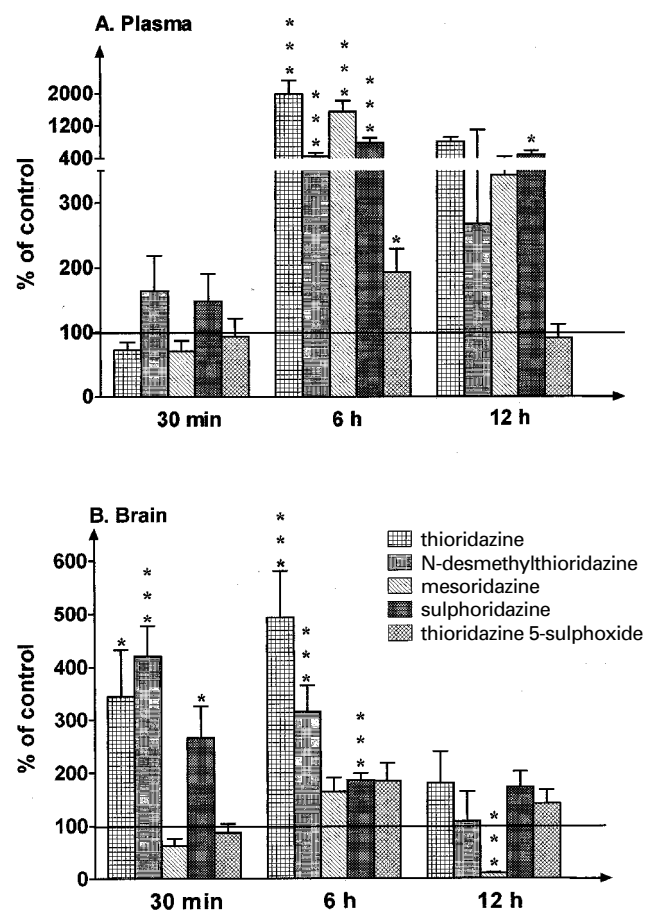 A. Plasma
* * *
* * *
* * *
* * *
*
*
2000
1200
400
300
200
100
0
% of control
30 min
6 h
12 h
B. Brain
* * *
* * *
*
*
* * *
* * *
* * *
600
500
400
300
200
100
0
% of control
thioridazine
N-desmethylthioridazine
mesoridazine
sulphoridazine
thioridazine 5-sulphoxide
30 min
6 h
12 h